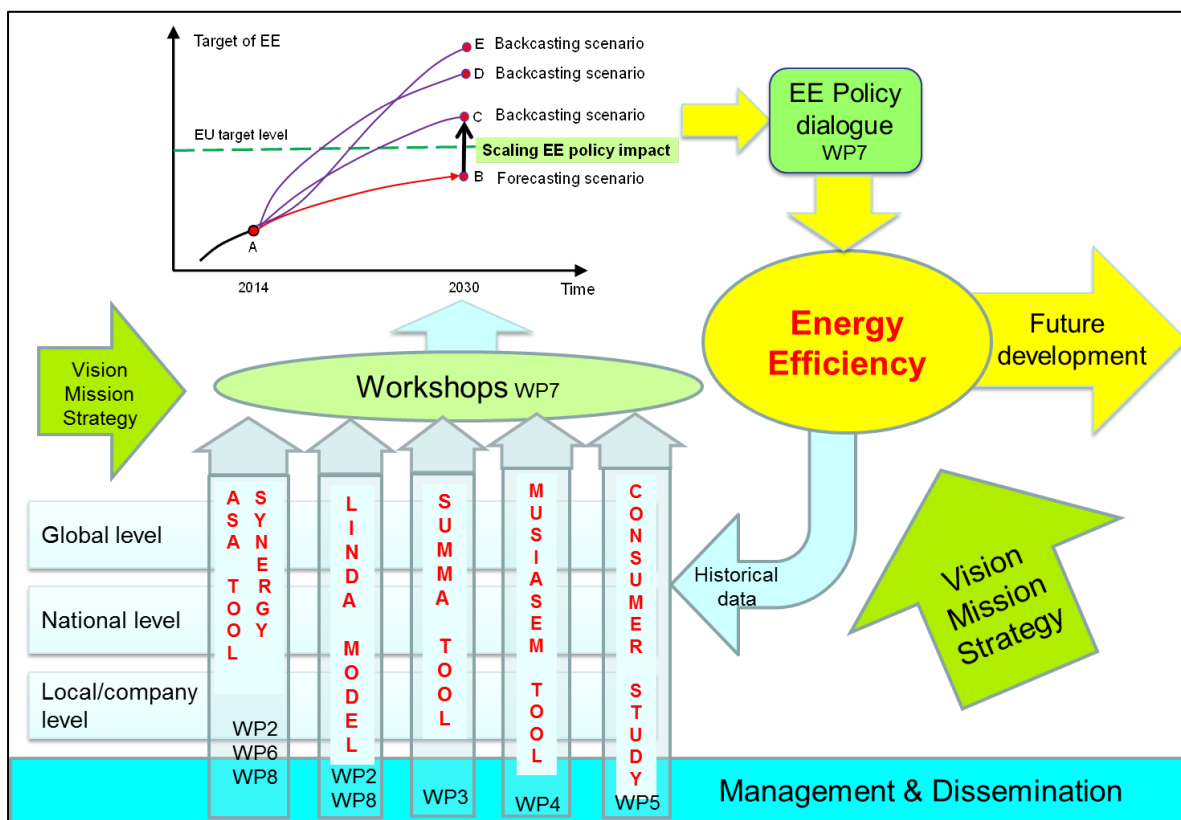 Target of EE
E Backcasting scenario
D Backcasting scenario
C Backcasting scenario
EU target level
Scaling EE policy impact
B Forecasting scenario
A
2014
2030
Time
EE Policy
dialogue
WP7
Energy
Efficiency
Future
development
Vision
Mission
Strategy
Workshops WP7
Global level
National level
Local/company
level
ASA TOOL
SYNERGY
WP2
WP6
WP8
LINDA MODEL
WP2
WP8
SUMMA TOOL
WP3
MUSIASEM TOOL
WP4
CONSUMER STUDY
WP5
Historical
data
Vision
Mission
Strategy
Management & Dissemination